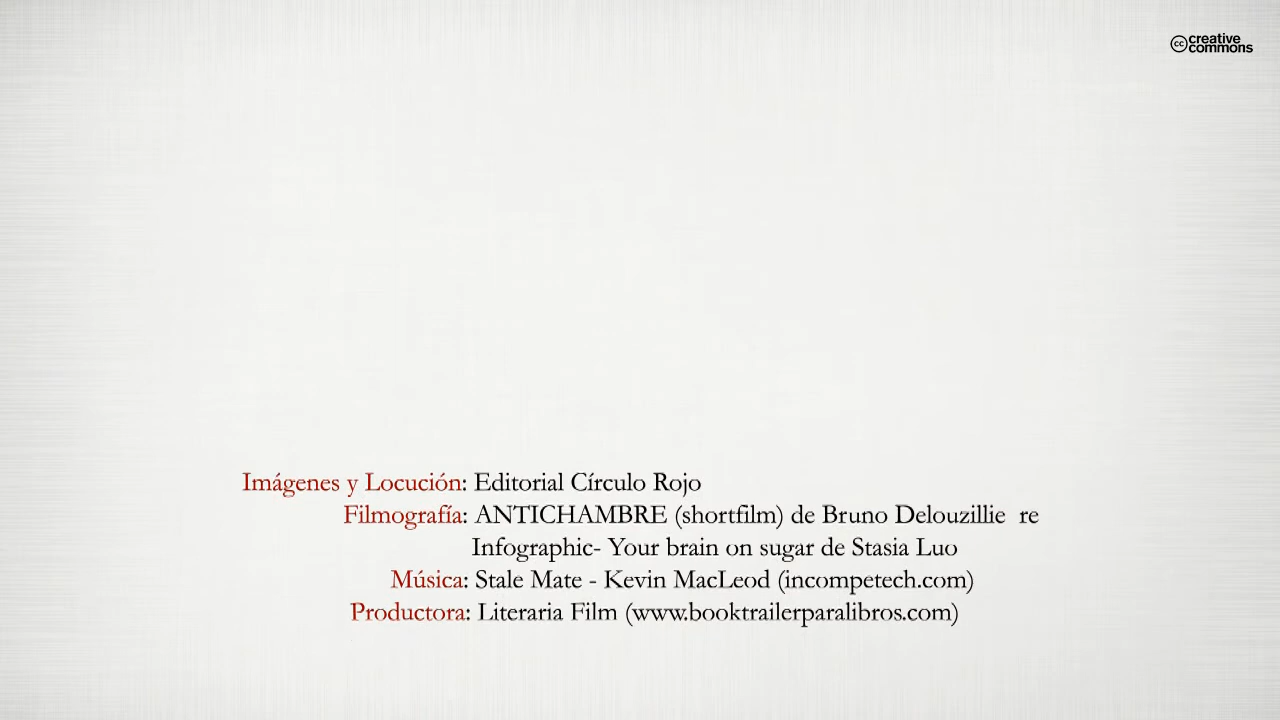 cc creative
commons
Imágenes y Locución: Editorial Círculo Rojo
Filmografía: ANTICHAMBRE (shortfilm) de Bruno Delouzillie re
Infographic- Your brain on sugar de Stasia Luo
Música: Stale Mate - Kevin MacLeod (incompetech.com)
Productora: Literaria Film (www.booktrailerparalibros.com)